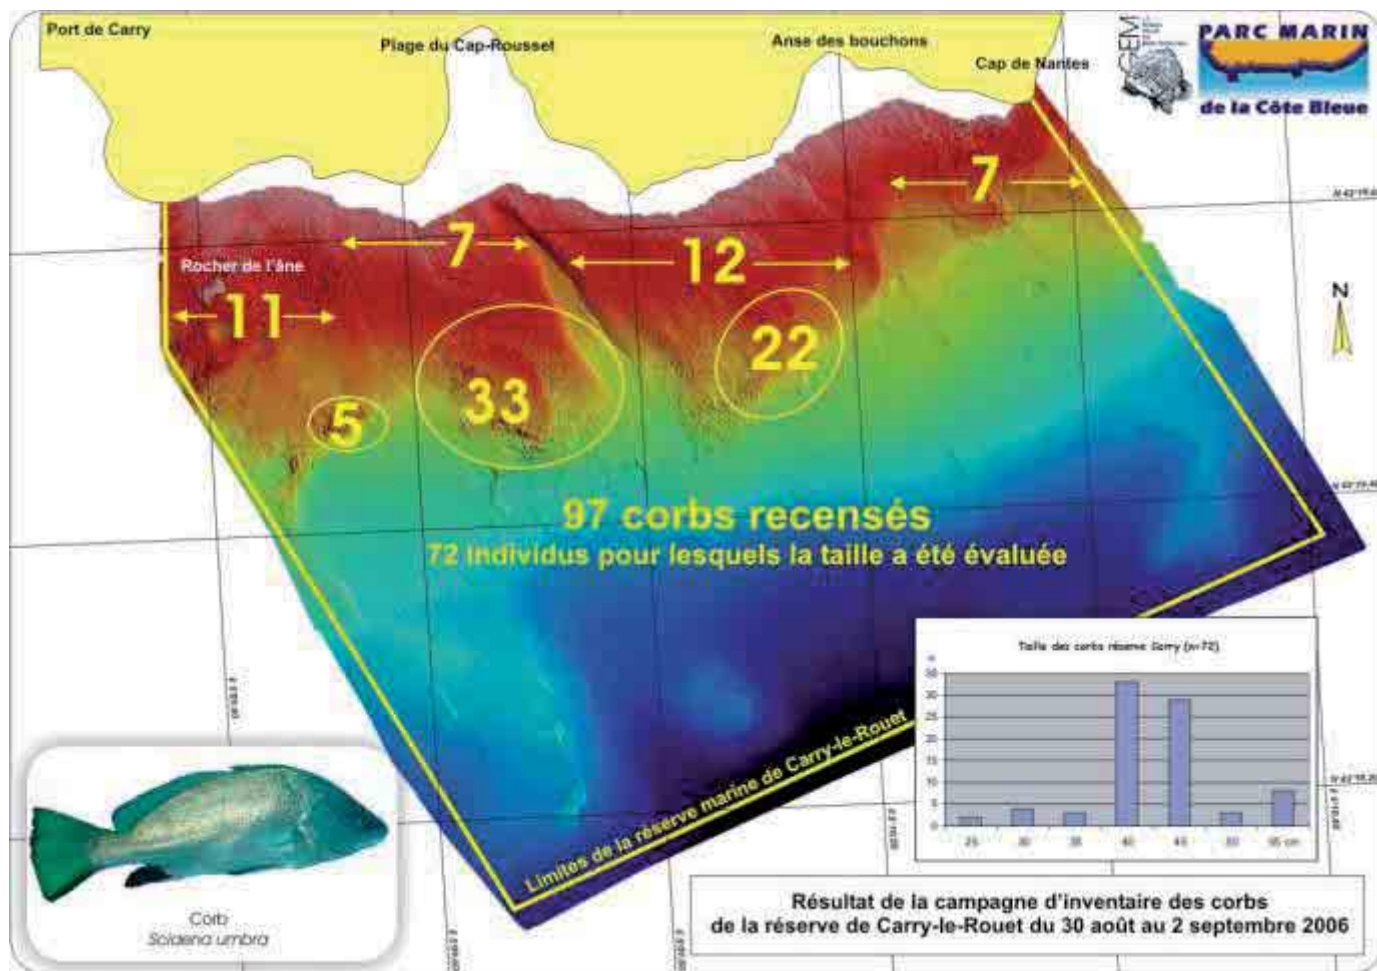 Port de Carry
Plage du Cap-Rousset
Anse des bouchons
Cap de Nantes
GEM
PARC MARIN
de la Côte Bleue
7
7
12
Rocher de l'âne
11
22
33
5
N
97 corbs recensés
72 individus pour lesquels la taille a été évaluée
Limites de la réserve marine de Carry-le-Rouet
Taille des corbs réserve Carry (n=72)
35
30
25
20
15
10
5
0
25 30 35 40 45 50 55 cm
Corb
Sciaena umbra
Résultat de la campagne d'inventaire des corbs
de la réserve de Carry-le-Rouet du 30 août au 2 septembre 2006